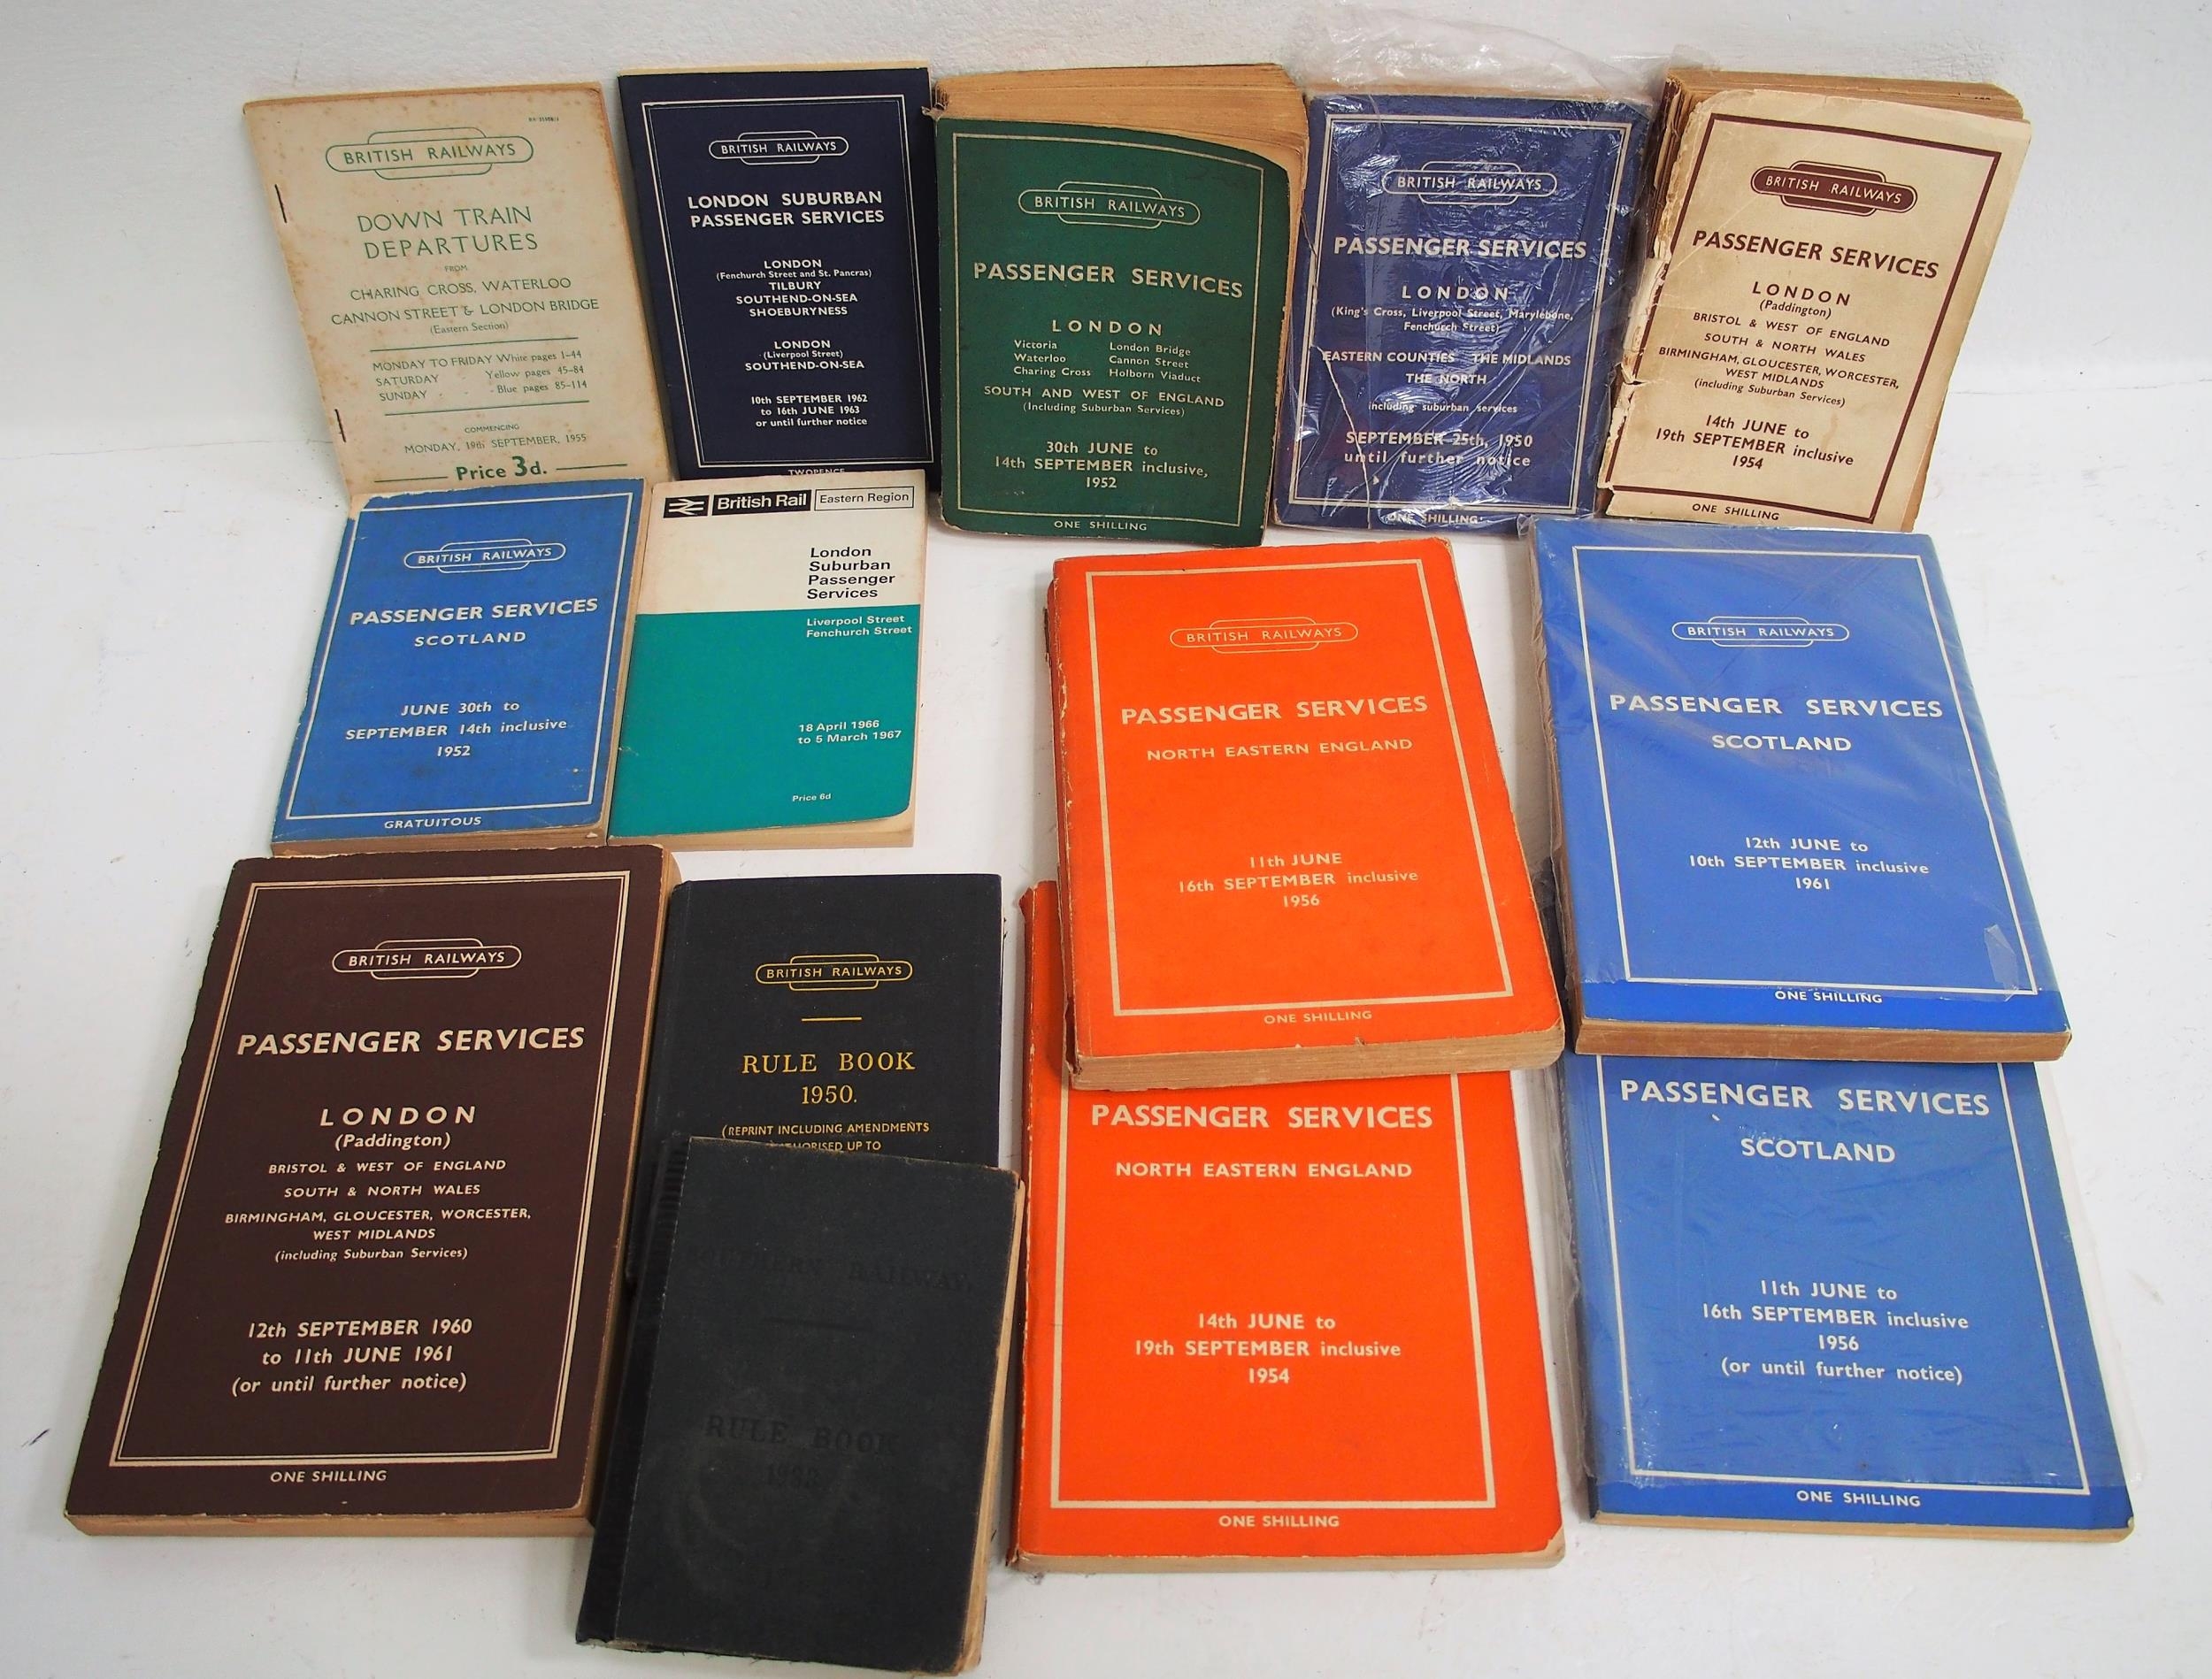 BRITISH RAILWAYS
DOWN TRAIN
DEPARTURES
FROM
CHARING CROSS, WATERLOO
CANNON STREET & LONDON BRIDGE
(Eastern Section)
MONDAY TO FRIDAY White pages 1-44
SATURDAY - Yellow pages 45-84
SUNDAY - - Blue pages 85-114
COMMENCING
MONDAY, 19th SEPTEMBER, 1955
Price 3d.
BRITISH RAILWAYS
LONDON SUBURBAN
PASSENGER SERVICES
LONDON
(Fenchurch Street and St. Pancras)
TILBURY
SOUTHEND-ON-SEA
SHOEBURYNESS
LONDON
(Liverpool Street)
SOUTHEND-ON-SEA
10th SEPTEMBER 1962
to 16th JUNE 1963
or until further notice
TWOPENCE
BRITISH RAILWAYS
PASSENGER SERVICES
LONDON
Victoria London Bridge
Waterloo Cannon Street
Charing Cross Holborn Viaduct
SOUTH AND WEST OF ENGLAND
(Including Suburban Services)
30th JUNE to
14th SEPTEMBER inclusive,
1952
ONE SHILLING
BRITISH RAILWAYS
PASSENGER SERVICES
LONDON
(King's Cross, Liverpool Street, Marylebone,
Fenchurch Street)
EASTERN COUNTIES THE MIDLANDS
THE NORTH
including suburban services
SEPTEMBER 25th, 1950
until further notice
ONE SHILLING
BRITISH RAILWAYS
PASSENGER SERVICES
LONDON
(Paddington)
BRISTOL & WEST OF ENGLAND
SOUTH & NORTH WALES
BIRMINGHAM, GLOUCESTER, WORCESTER,
WEST MIDLANDS
(including Suburban Services)
14th JUNE to
19th SEPTEMBER inclusive
1954
ONE SHILLING
BRITISH RAILWAYS
PASSENGER SERVICES
SCOTLAND
JUNE 30th to
SEPTEMBER 14th inclusive
1952
GRATUITOUS
British Rail Eastern Region
London
Suburban
Passenger
Services
Liverpool Street
Fenchurch Street
18 April 1966
to 5 March 1967
Price 6d
BRITISH RAILWAYS
PASSENGER SERVICES
NORTH EASTERN ENGLAND
11th JUNE
16th SEPTEMBER inclusive
1956
ONE SHILLING
BRITISH RAILWAYS
PASSENGER SERVICES
SCOTLAND
12th JUNE to
10th SEPTEMBER inclusive
1961
ONE SHILLING
BRITISH RAILWAYS
PASSENGER SERVICES
LONDON
(Paddington)
BRISTOL & WEST OF ENGLAND
SOUTH & NORTH WALES
BIRMINGHAM, GLOUCESTER, WORCESTER,
WEST MIDLANDS
(including Suburban Services)
12th SEPTEMBER 1960
to 11th JUNE 1961
(or until further notice)
ONE SHILLING
BRITISH RAILWAYS
RULE BOOK
1950.
(REPRINT INCLUDING AMENDMENTS
UP TO
RAILWAY.
RULE BOOK
PASSENGER SERVICES
NORTH EASTERN ENGLAND
14th JUNE to
19th SEPTEMBER inclusive
1954
ONE SHILLING
PASSENGER SERVICES
SCOTLAND
11th JUNE to
16th SEPTEMBER inclusive
1956
(or until further notice)
ONE SHILLING